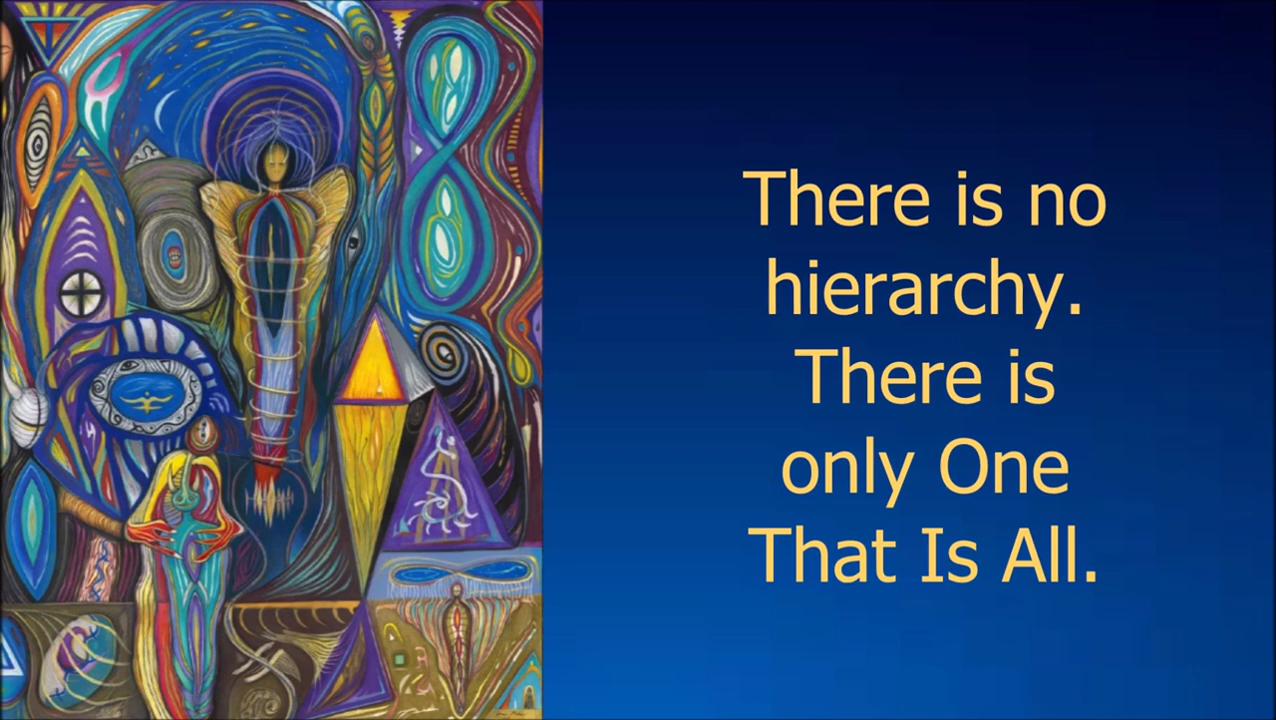 There is no
hierarchy.
There is
only One
That Is All.